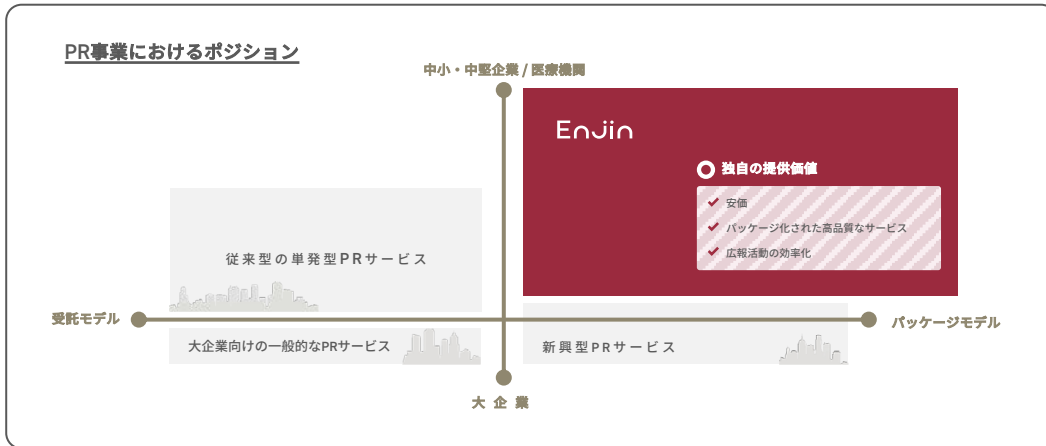 PR事業におけるポジション
中小・中堅企業 / 医療機関
Enjin
独自の提供価値
安価
パッケージ化された高品質なサービス
広報活動の効率化
従来型の単発型PRサービス
受託モデル
パッケージモデル
大企業向けの一般的なPRサービス
新興型PRサービス
大企業